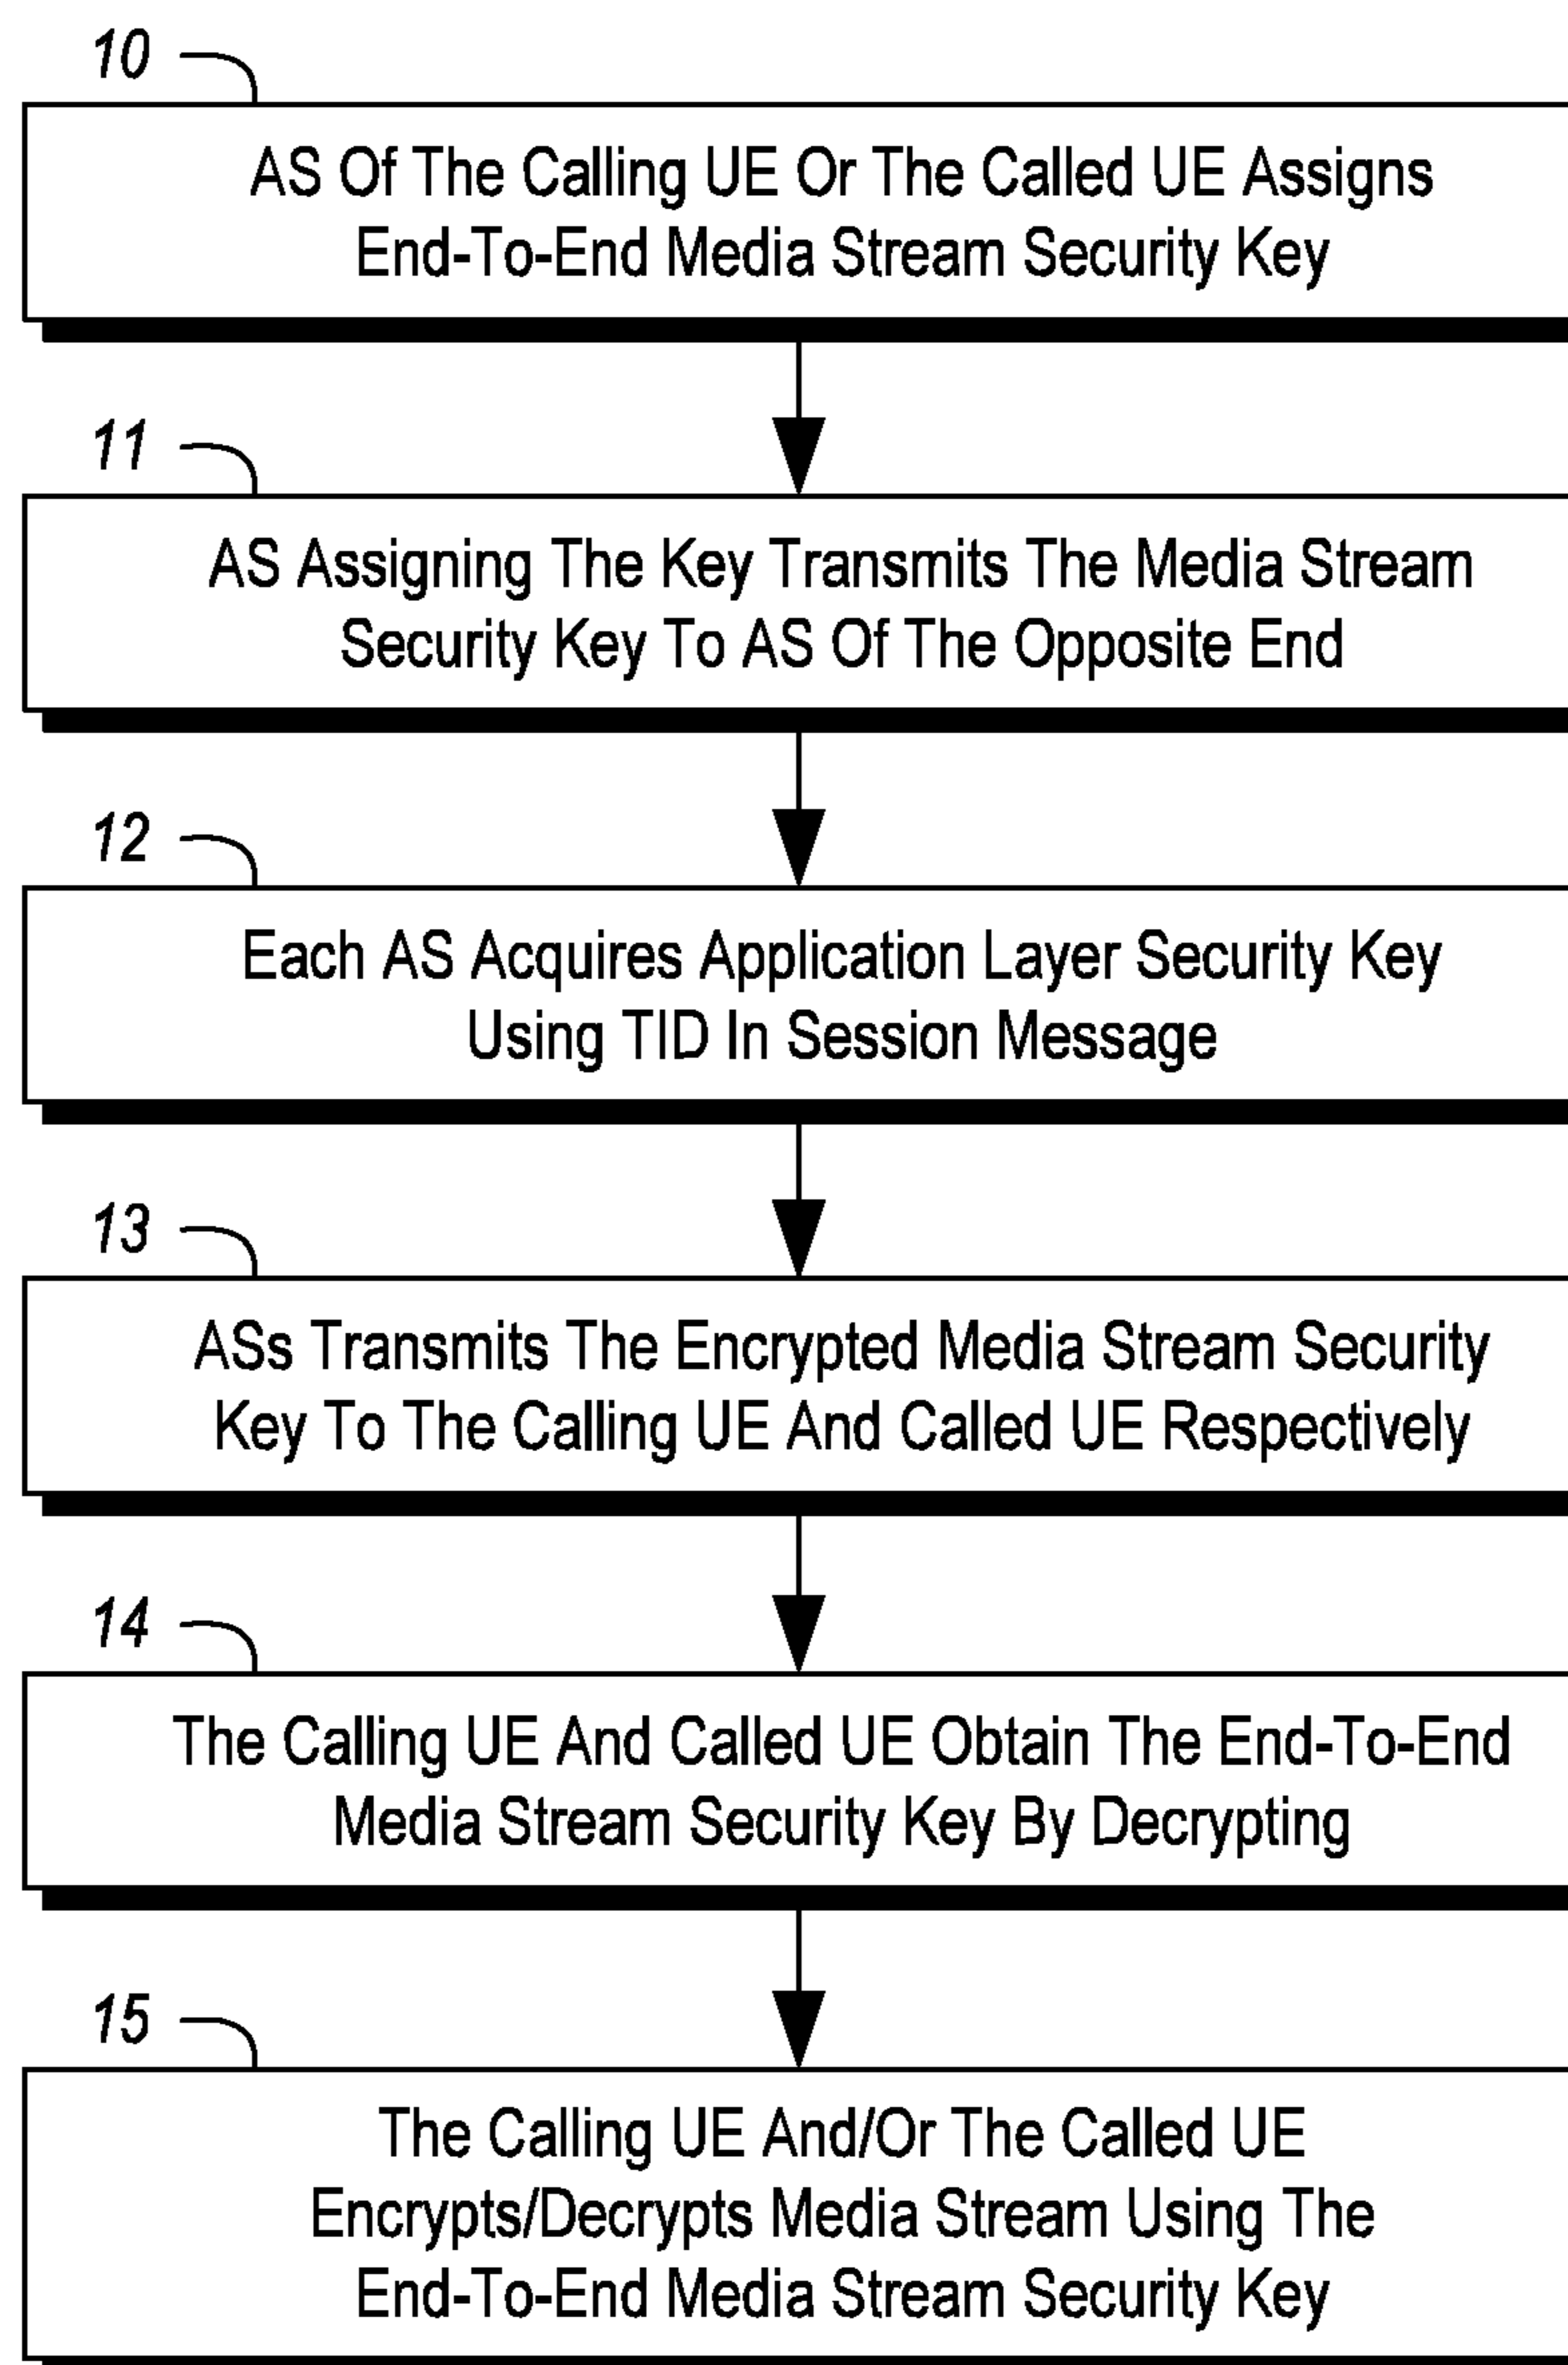 10
AS Of The Calling UE Or The Called UE Assigns
End-To-End Media Stream Security Key
11
AS Assigning The Key Transmits The Media Stream
Security Key To AS Of The Opposite End
12
Each AS Acquires Application Layer Security Key
Using TID In Session Message
13
ASs Transmits The Encrypted Media Stream Security
Key To The Calling UE And Called UE Respectively
14
The Calling UE And Called UE Obtain The End-To-End
Media Stream Security Key By Decrypting
15
The Calling UE And/Or The Called UE
Encrypts/Decrypts Media Stream Using The
End-To-End Media Stream Security Key